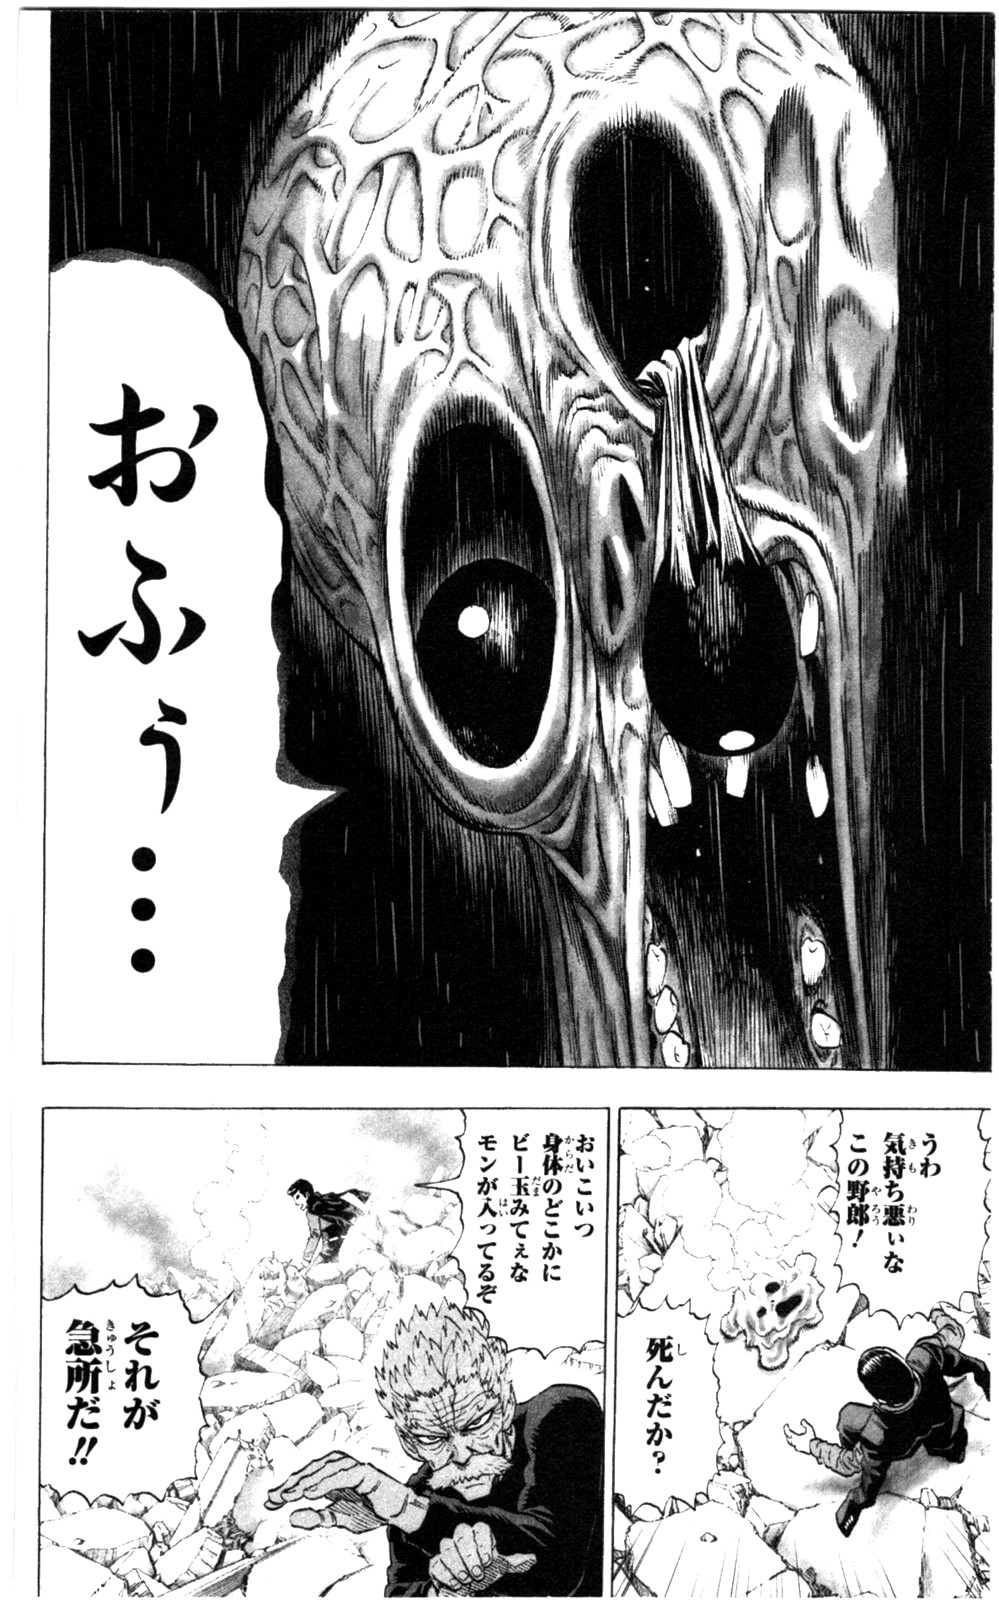 おふぅ…
うわ
気持ち悪ぃな
この野郎！
死んだか？
おいこいつ
身体のどこかに
ビー玉みてぇな
モンが入ってるぞ
それが
急所だ!!